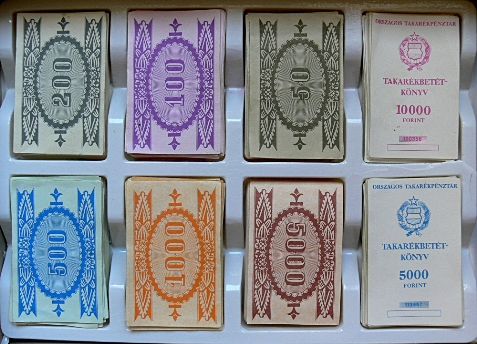 200
100
50
ORSZÁGOS TAKARÉKPÉNZTÁR
TAKARÉKBETÉT-
KÖNYV
10000
FORINT
500
1000
5000
ORSZÁGOS TAKARÉKPÉNZTÁR
TAKARÉKBETÉT-
KÖNYV
5000
FORINT